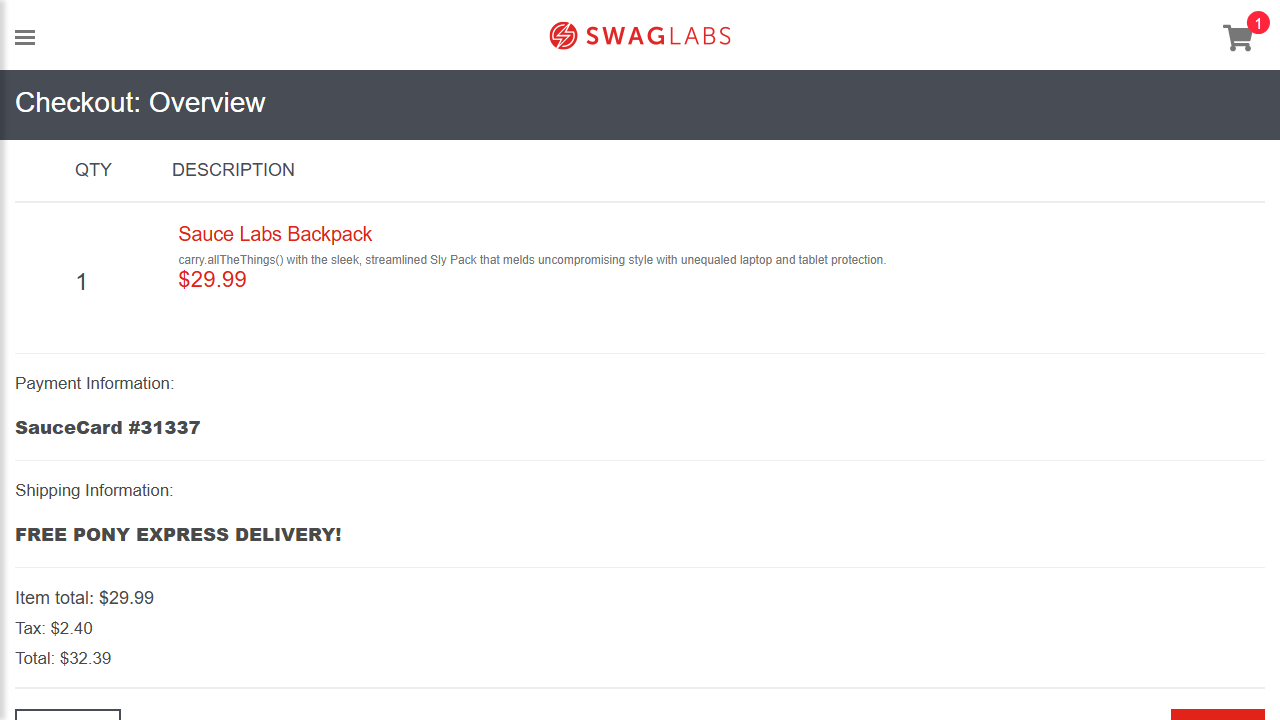 SWAGLABS
1
Checkout: Overview
QTY DESCRIPTION
1
Sauce Labs Backpack
carry.allTheThings() with the sleek, streamlined Sly Pack that melds uncompromising style with unequaled laptop and tablet protection.
$29.99
Payment Information:
SauceCard #31337
Shipping Information:
FREE PONY EXPRESS DELIVERY!
Item total: $29.99
Tax: $2.40
Total: $32.39